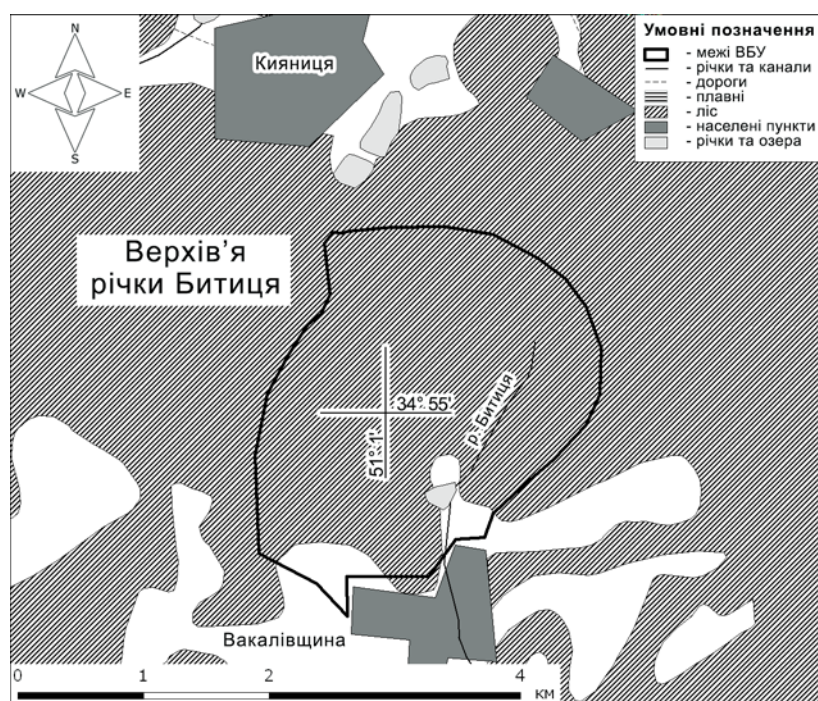 N
W
E
S
Кияниця
Умовні позначення
- межі ВБУ
- річки та канали
- дороги
- плавні
- ліс
- населені пункти
- річки та озера
Верхів'я
річки Битиця
34° 55'
51° 1'
р. Битиця
Вакалівщина
0 1 2 4
км